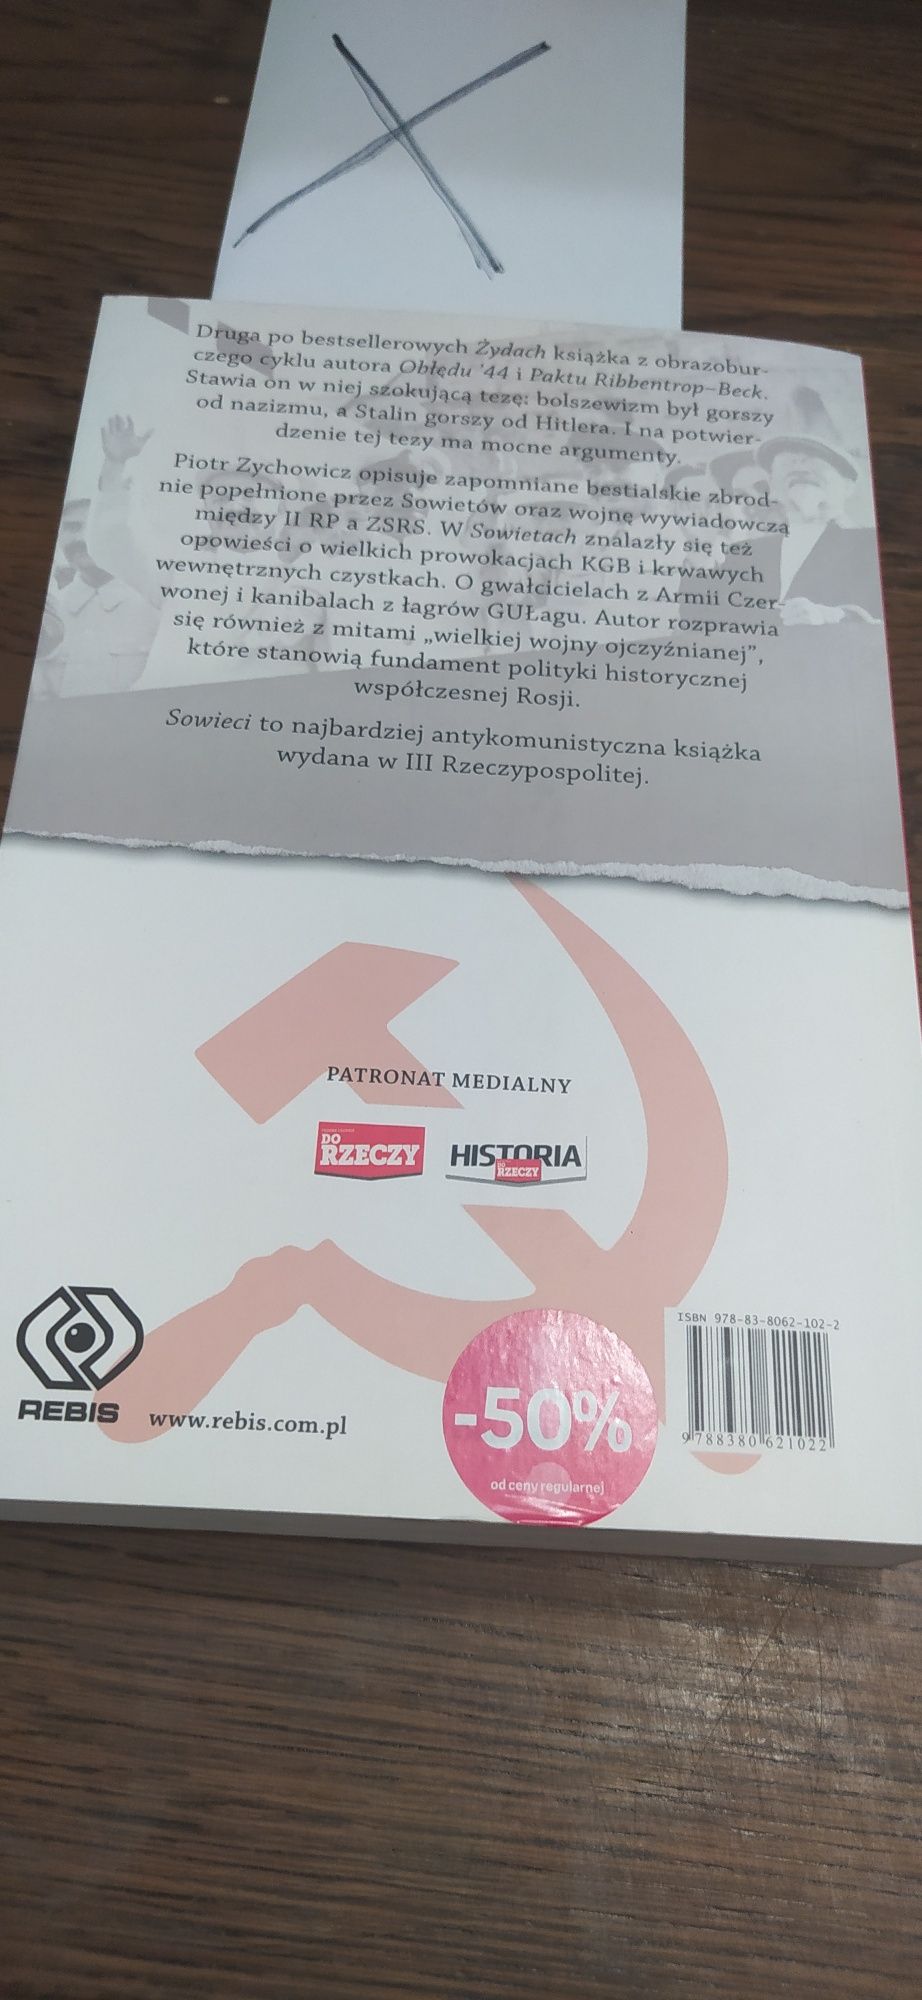 Druga po bestsellerowych Żydach książka z obrazobur-
czego cyklu autora Obłędu '44 i Paktu Ribbentrop–Beck.
Stawia on w niej szokującą tezę: bolszewizm był gorszy
od nazizmu, a Stalin gorszy od Hitlera. I na potwier-
dzenie tej tezy ma mocne argumenty.
Piotr Zychowicz opisuje zapomniane bestialskie zbrod-
nie popełnione przez Sowietów oraz wojnę wywiadowczą
między II RP a ZSRS. W Sowietach znalazły się też
opowieści o wielkich prowokacjach KGB i krwawych
wewnętrznych czystkach. O gwałcicielach z Armii Czer-
wonej i kanibalach z łagrów GUŁagu. Autor rozprawia
się również z mitami „wielkiej wojny ojczyźnianej”,
które stanowią fundament polityki historycznej
współczesnej Rosji.
Sowieci to najbardziej antykomunistyczna książka
wydana w III Rzeczypospolitej.
PATRONAT MEDIALNY
DO
RZECZY
HISTORIA
DO
RZECZY
REBIS
www.rebis.com.pl
-50%
od ceny regularnej
ISBN 978-83-8062-102-2
9 788380 621022